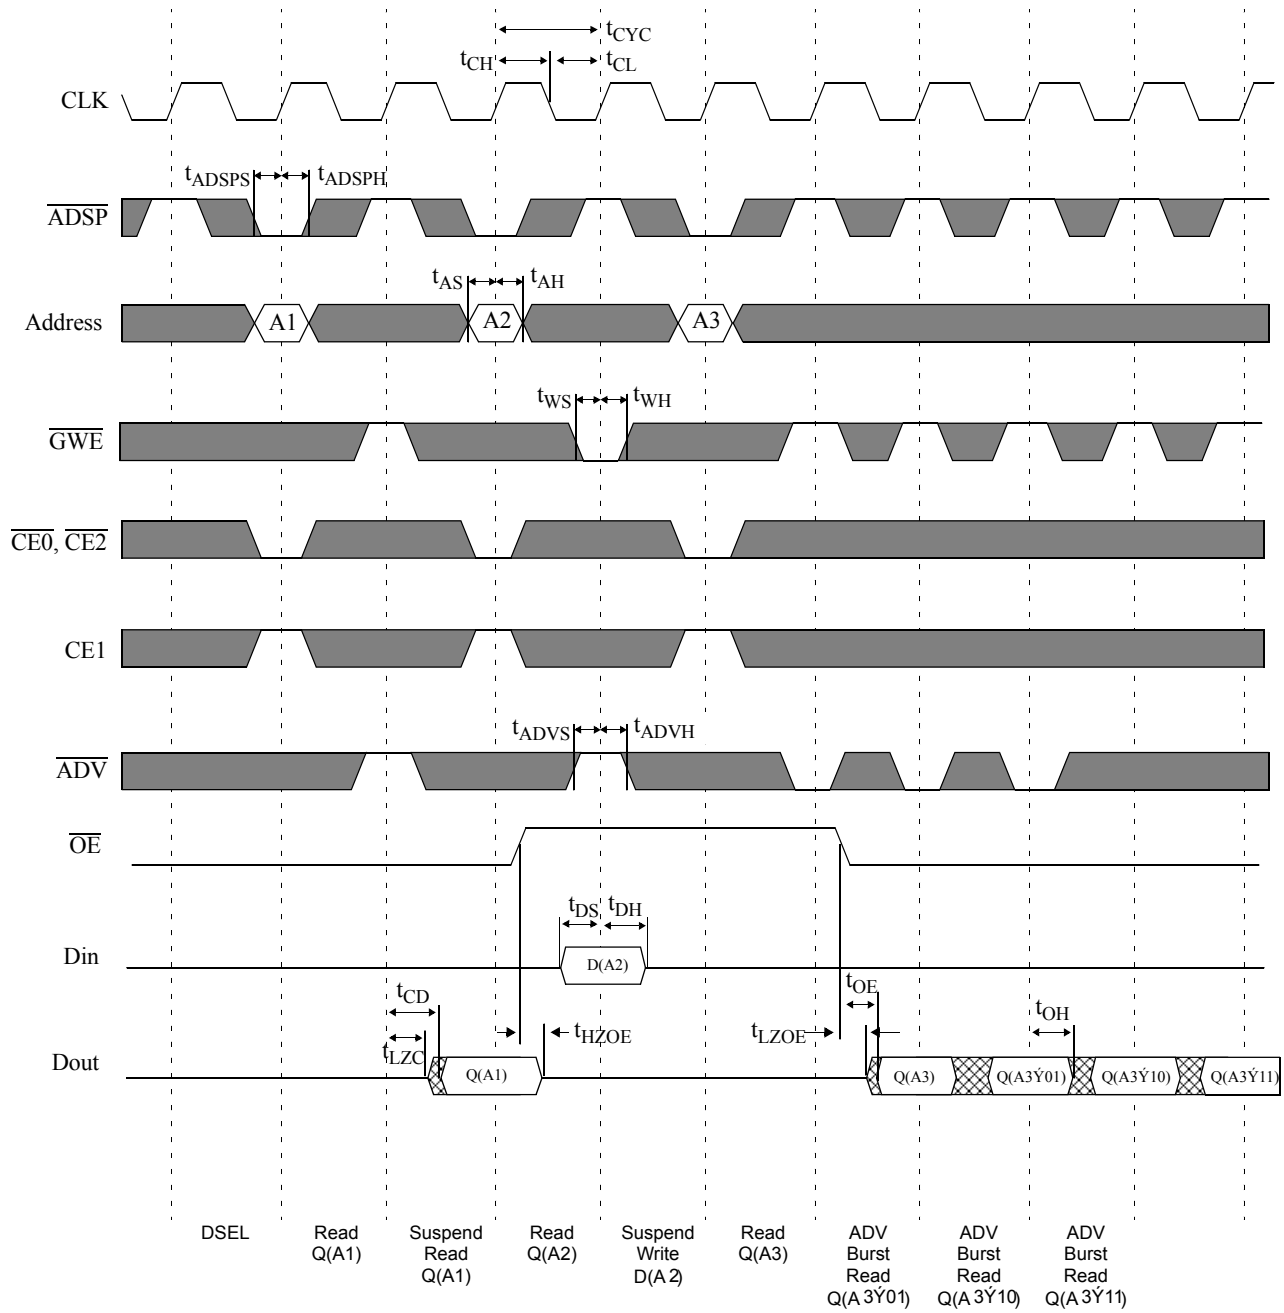 tCYC
tCH
tCL
CLK
tADSPS
tADSPH
ADSP
tAS
tAH
Address
A1
A2
A3
tWS
tWH
GWE
CE0, CE2
CE1
tADVS
tADVH
ADV
OE
tDS
tDH
Din
D(A2)
tCD
tOE
tOH
tLZC
tHZOE
tLZOE
Dout
Q(A1)
Q(A3)
Q(A3Ý01)
Q(A3Ý10)
Q(A3Ý11)
DSEL
Read
Q(A1)
Suspend
Read
Q(A1)
Read
Q(A2)
Suspend
Write
D(A2)
Read
Q(A3)
ADV
Burst
Read
Q(A3Ý01)
ADV
Burst
Read
Q(A3Ý10)
ADV
Burst
Read
Q(A3Ý11)